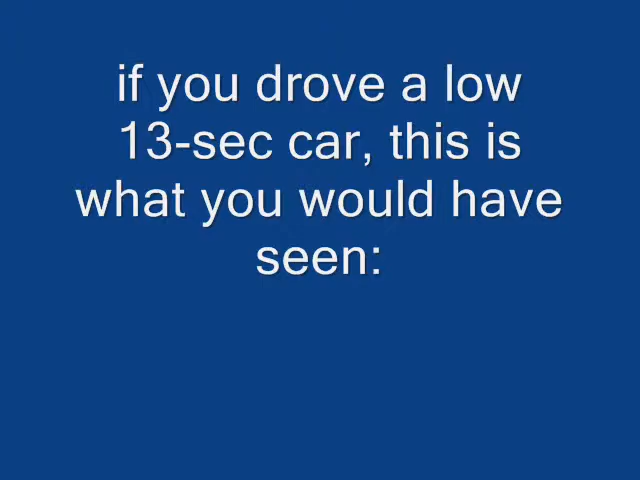 if you drove a low
13-sec car, this is
what you would have
seen: